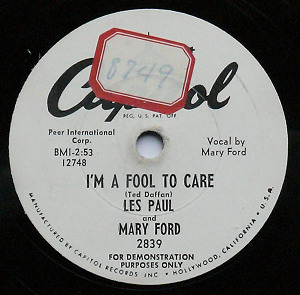 8749
Capitol
REG. U.S. PAT. OFF.
Peer International
Corp.
BMI-2:53
12748
Vocal by
Mary Ford
I'M A FOOL TO CARE
(Ted Daffan)
LES PAUL
and
MARY FORD
2839
FOR DEMONSTRATION
PURPOSES ONLY
MANUFACTURED BY CAPITOL RECORDS INC • HOLLYWOOD, CALIFORNIA • U.S.A.